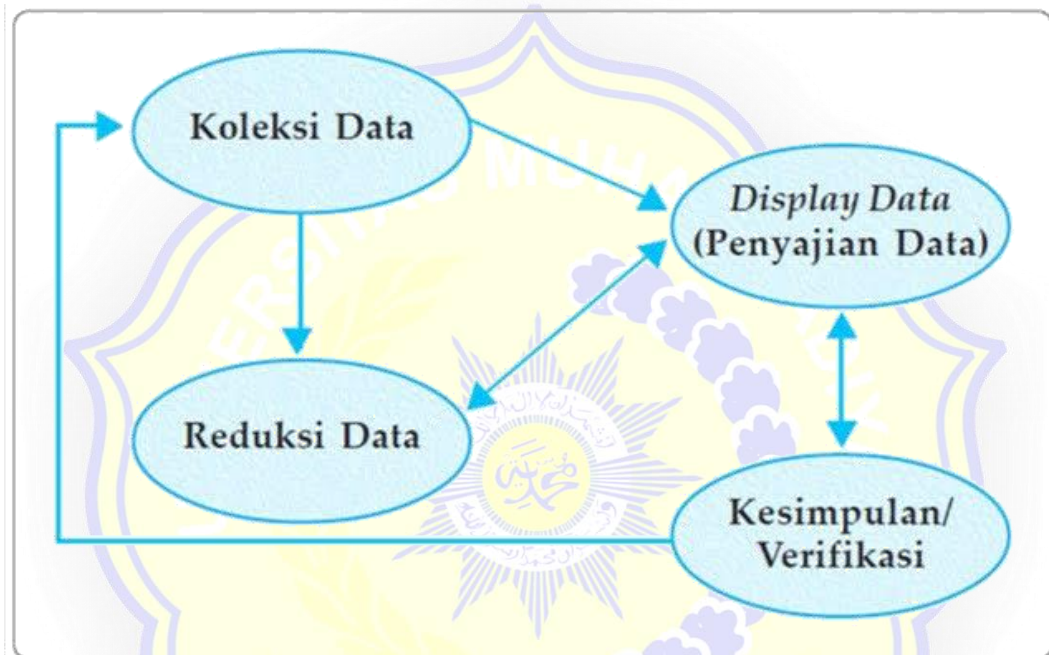 Koleksi Data
Display Data
(Penyajian Data)
Reduksi Data
Kesimpulan/
Verifikasi